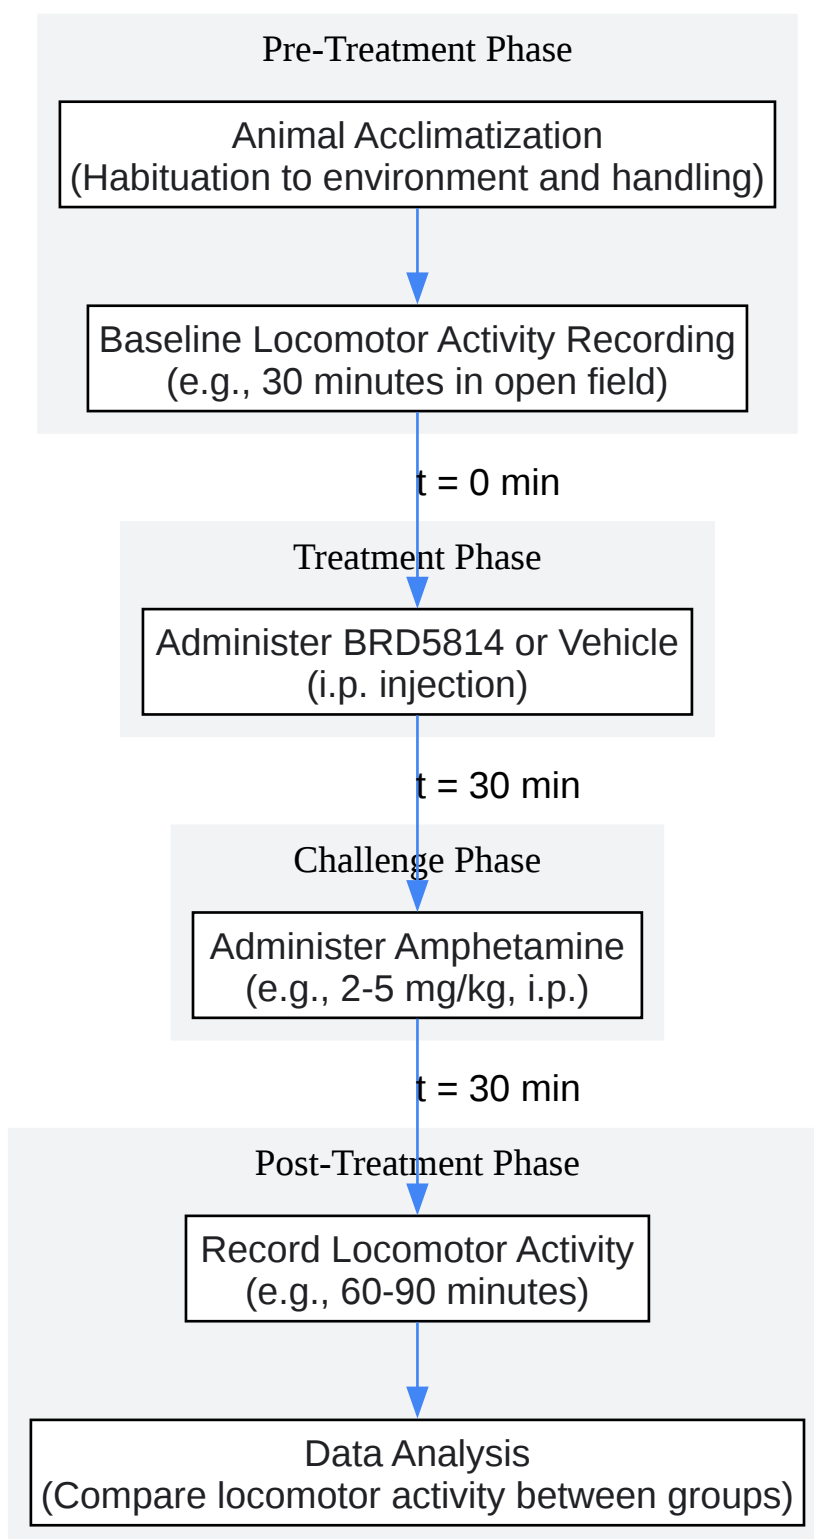 Pre-Treatment Phase
Animal Acclimatization
(Habituation to environment and handling)
Baseline Locomotor Activity Recording
(e.g., 30 minutes in open field)
t = 0 min
Treatment Phase
Administer BRD5814 or Vehicle
(i.p. injection)
t = 30 min
Challenge Phase
Administer Amphetamine
(e.g., 2-5 mg/kg, i.p.)
t = 30 min
Post-Treatment Phase
Record Locomotor Activity
(e.g., 60-90 minutes)
Data Analysis
(Compare locomotor activity between groups)